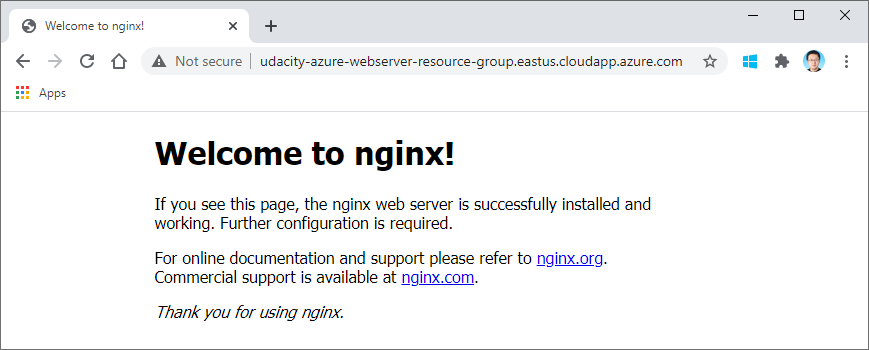 Welcome to nginx!
Not secure
udacity-azure-webserver-resource-group.eastus.cloudapp.azure.com
Apps
Welcome to nginx!
If you see this page, the nginx web server is successfully installed and
working. Further configuration is required.
For online documentation and support please refer to nginx.org.
Commercial support is available at nginx.com.
Thank you for using nginx.